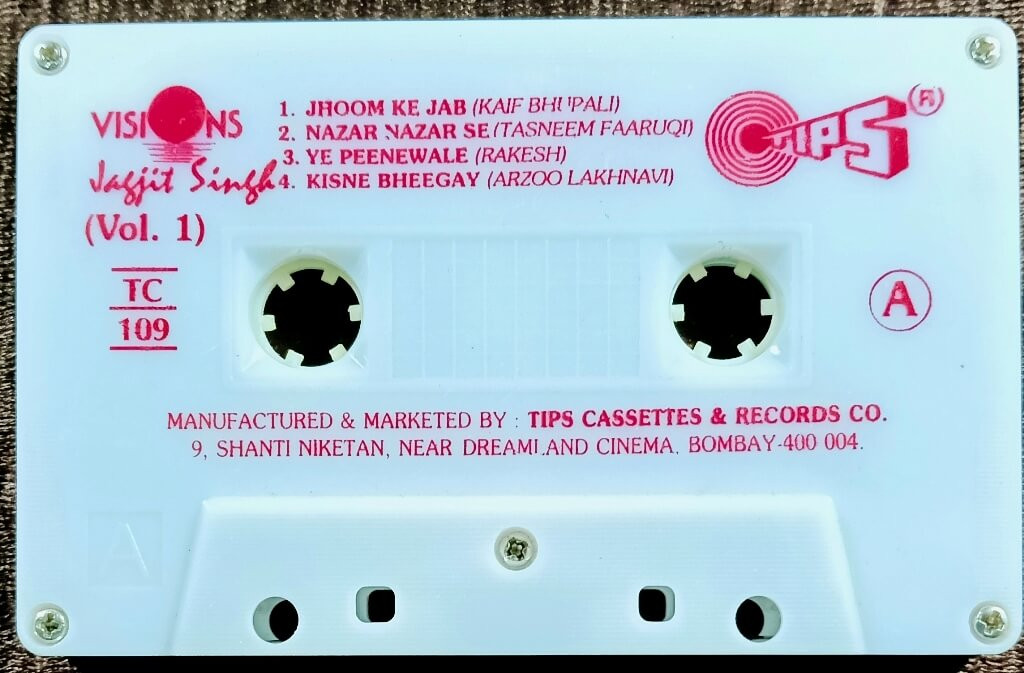 VISIONS
Jagjit Singh
(Vol. 1)
TC
109
1. JHOOM KE JAB (KAIF BHUPALI)
2. NAZAR NAZAR SE (TASNEEM FAARUQI)
3. YE PEENEWALE (RAKESH)
4. KISNE BHEEGAY (ARZOO LAKHNAVI)
TIPS ®
A
MANUFACTURED & MARKETED BY : TIPS CASSETTES & RECORDS CO.
9, SHANTI NIKETAN, NEAR DREAMLAND CINEMA, BOMBAY-400 004.
A